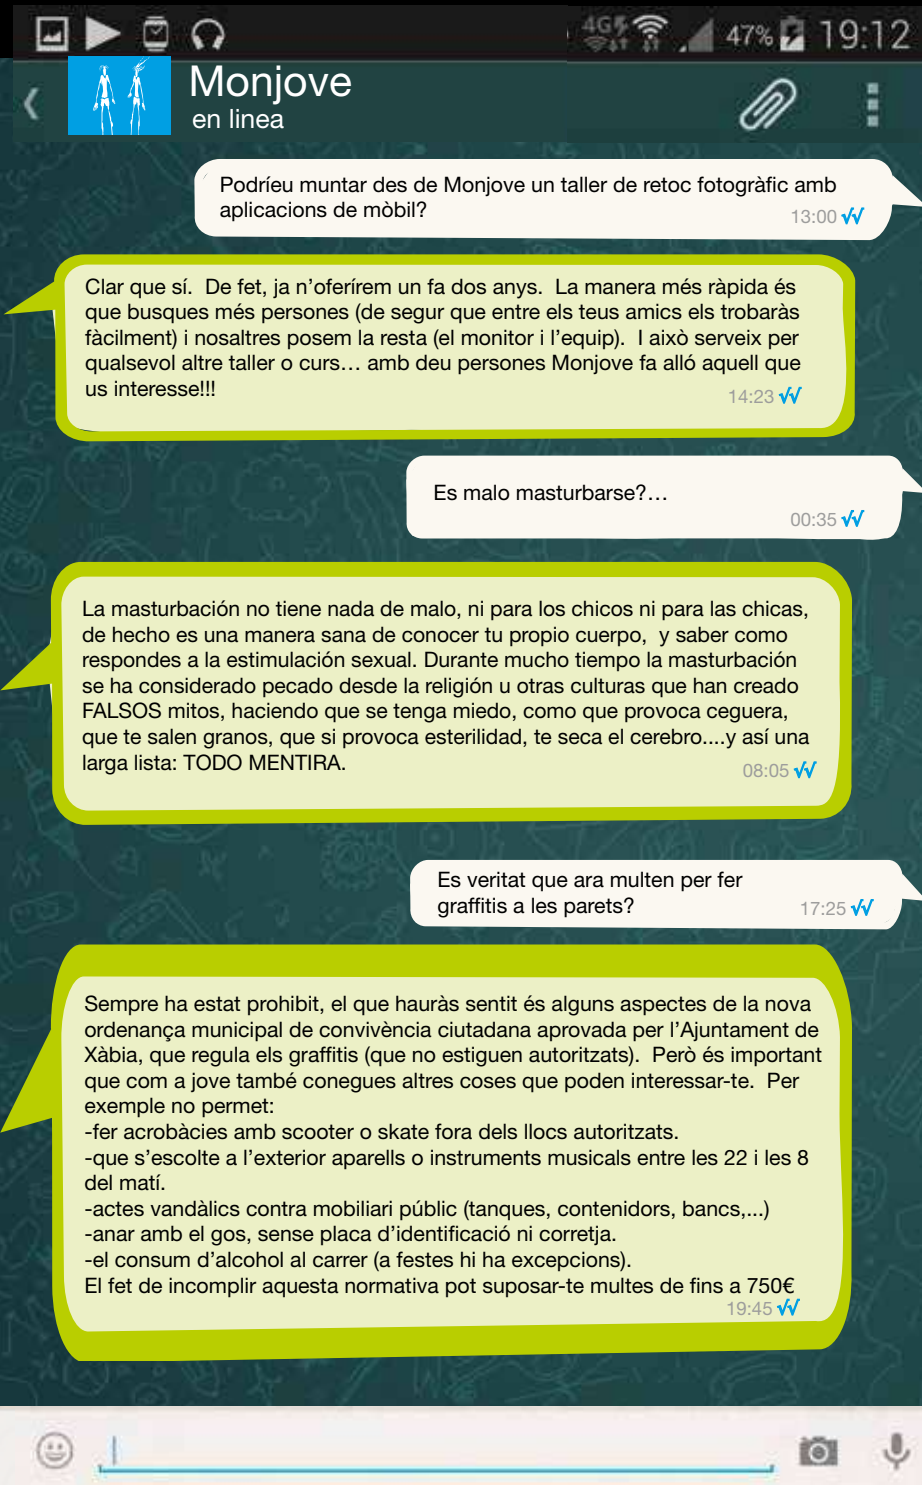 4G 47% 19:12
Monjove
en linea
Podríeu muntar des de Monjove un taller de retoc fotogràfic amb
aplicacions de mòbil?
13:00
Clar que sí. De fet, ja n'oferírem un fa dos anys. La manera més ràpida és
que busques més persones (de segur que entre els teus amics els trobaràs
fàcilment) i nosaltres posem la resta (el monitor i l'equip). I això serveix per
qualsevol altre taller o curs… amb deu persones Monjove fa alló aquell que
us interesse!!!
14:23
Es malo masturbarse?…
00:35
La masturbación no tiene nada de malo, ni para los chicos ni para las chicas,
de hecho es una manera sana de conocer tu propio cuerpo, y saber como
respondes a la estimulación sexual. Durante mucho tiempo la masturbación
se ha considerado pecado desde la religión u otras culturas que han creado
FALSOS mitos, haciendo que se tenga miedo, como que provoca ceguera,
que te salen granos, que si provoca esterilidad, te seca el cerebro....y así una
larga lista: TODO MENTIRA.
08:05
Es veritat que ara multen per fer
graffitis a les parets?
17:25
Sempre ha estat prohibit, el que hauràs sentit és alguns aspectes de la nova
ordenança municipal de convivència ciutadana aprovada per l'Ajuntament de
Xàbia, que regula els graffitis (que no estiguen autoritzats). Però és important
que com a jove també conegues altres coses que poden interessar-te. Per
exemple no permet:
-fer acrobàcies amb scooter o skate fora dels llocs autoritzats.
-que s'escolte a l'exterior aparells o instruments musicals entre les 22 i les 8
del matí.
-actes vandàlics contra mobiliari públic (tanques, contenidors, bancs,...)
-anar amb el gos, sense placa d'identificació ni corretja.
-el consum d'alcohol al carrer (a festes hi ha excepcions).
El fet de incomplir aquesta normativa pot suposar-te multes de fins a 750€
19:45